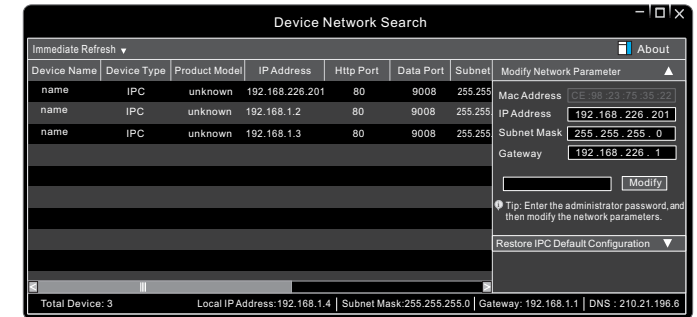 Device Network Search
Immediate Refresh ▼ About
Device Name Device Type Product Model IP Address Http Port Data Port Subnet
name IPC unknown 192.168.226.201 80 9008 255.255
name IPC unknown 192.168.1.2 80 9008 255.255.
name IPC unknown 192.168.1.3 80 9008 255.255.
Modify Network Parameter ▲
Mac Address CE :98 :23 :75 :35 :22
IP Address 192 .168 . 226 . 201
Subnet Mask 255 . 255 . 255 . 0
Gateway 192 .168 . 226 . 1
Modify
Tip: Enter the administrator password, and
then modify the network parameters.
Restore IPC Default Configuration ▼
Total Device: 3 Local IP Address:192.168.1.4 Subnet Mask:255.255.255.0 Gateway: 192.168.1.1 DNS : 210.21.196.6